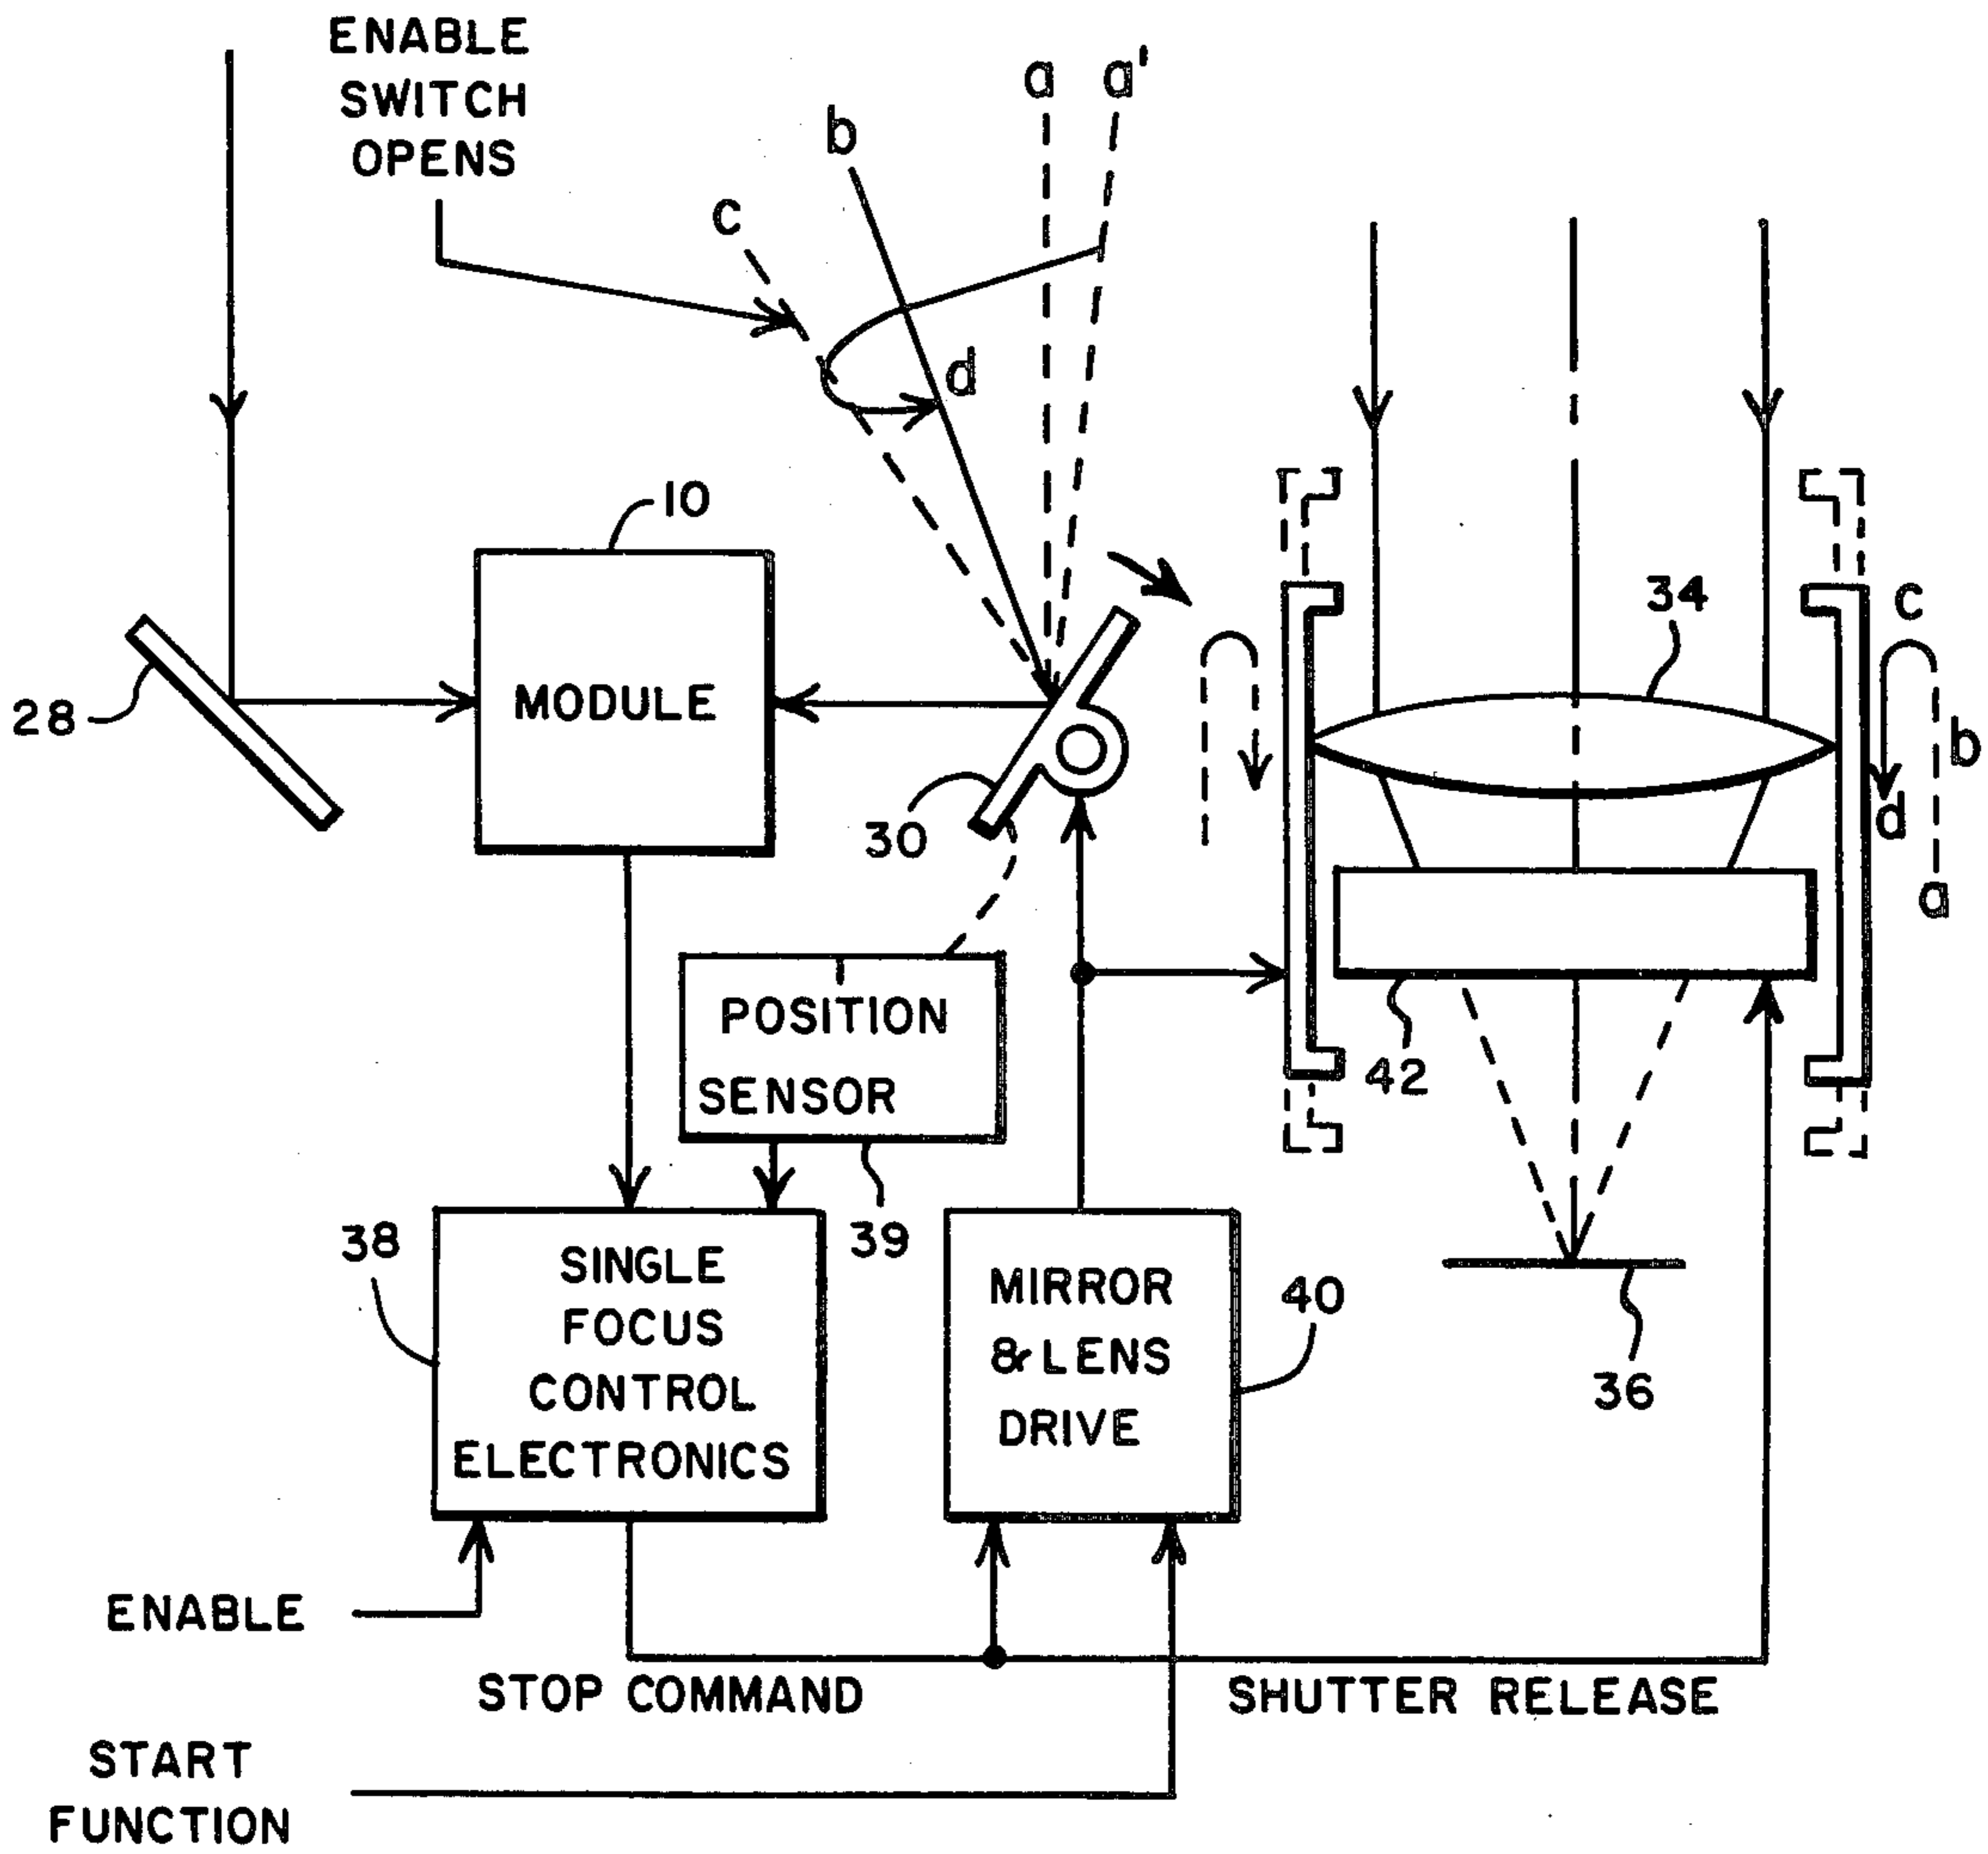 ENABLE
SWITCH
OPENS
a a'
b
c
d
10
34
c
MODULE
28
b
30
d
a
POSITION
SENSOR
42
38
39
SINGLE
FOCUS
CONTROL
ELECTRONICS
MIRROR
& LENS
DRIVE
40
36
ENABLE
STOP COMMAND
SHUTTER RELEASE
START
FUNCTION